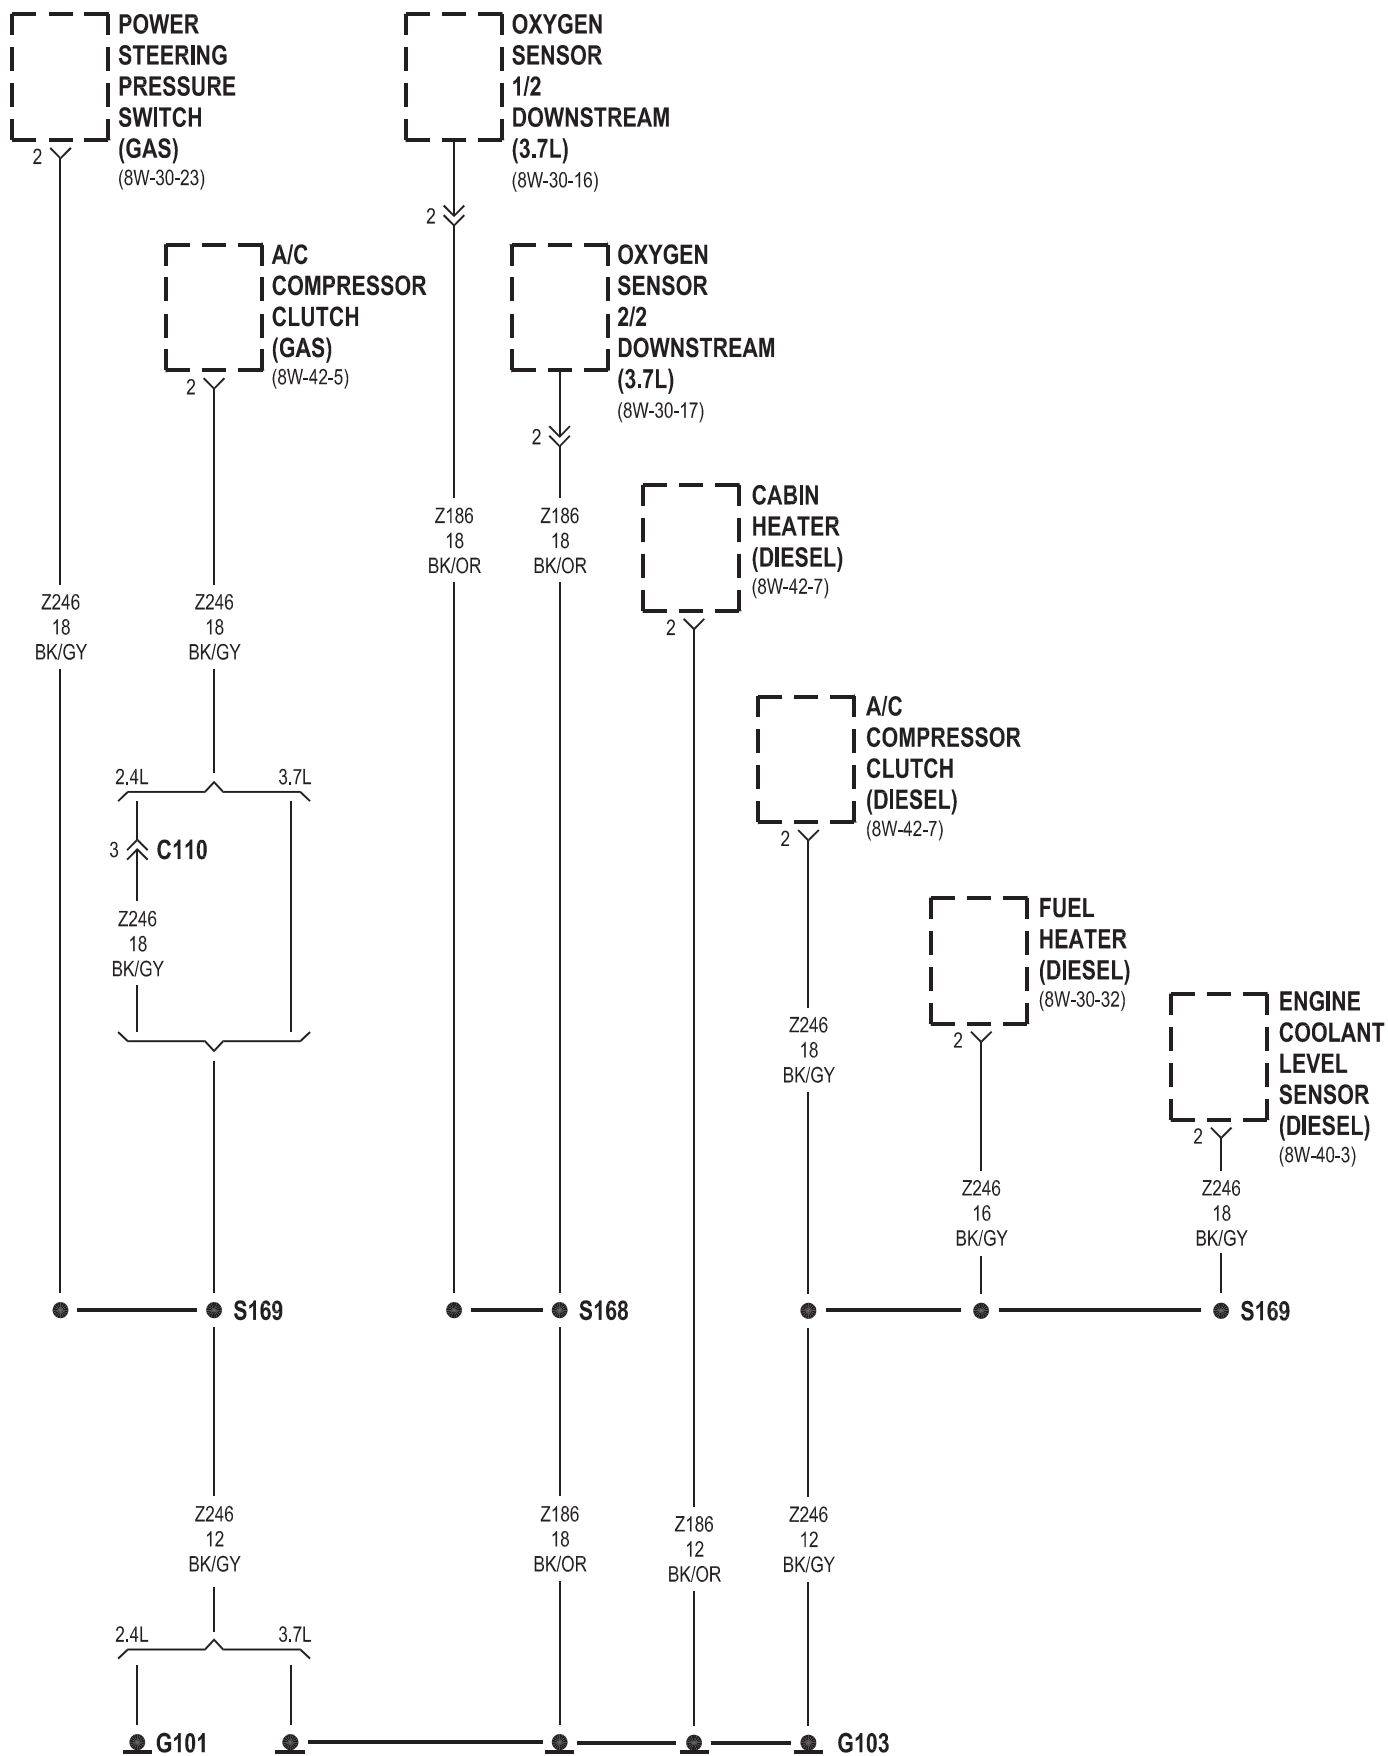 POWER
STEERING
PRESSURE
SWITCH
(GAS)
(8W-30-23)
2
OXYGEN
SENSOR
1/2
DOWNSTREAM
(3.7L)
(8W-30-16)
2
A/C
COMPRESSOR
CLUTCH
(GAS)
(8W-42-5)
2
OXYGEN
SENSOR
2/2
DOWNSTREAM
(3.7L)
(8W-30-17)
2
CABIN
HEATER
(DIESEL)
(8W-42-7)
2
Z186
18
BK/OR
Z186
18
BK/OR
Z246
18
BK/GY
Z246
18
BK/GY
A/C
COMPRESSOR
CLUTCH
(DIESEL)
(8W-42-7)
2
2.4L
3.7L
3
C110
Z246
18
BK/GY
FUEL
HEATER
(DIESEL)
(8W-30-32)
2
ENGINE
COOLANT
LEVEL
SENSOR
(DIESEL)
(8W-40-3)
2
Z246
18
BK/GY
Z246
16
BK/GY
Z246
18
BK/GY
S169
S168
S169
Z246
12
BK/GY
Z186
18
BK/OR
Z186
12
BK/OR
Z246
12
BK/GY
2.4L
3.7L
G101
G103